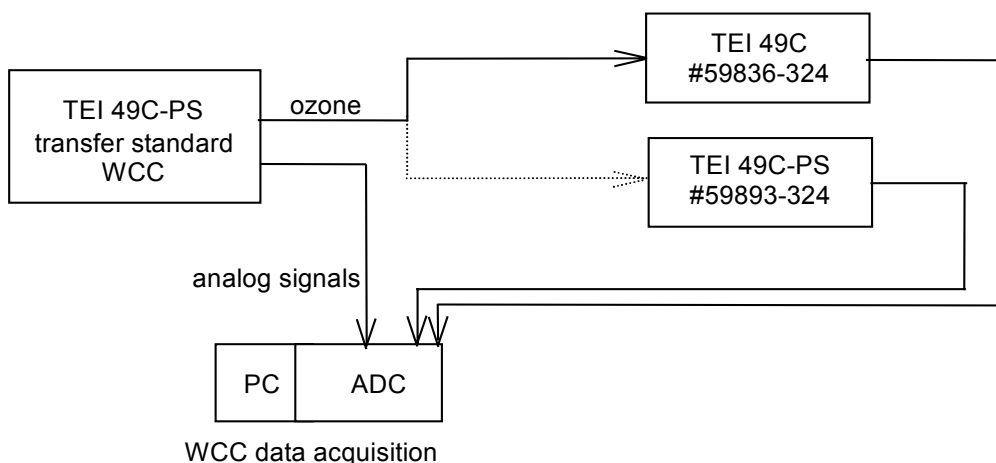 TEI 49C-PS
transfer standard
WCC
ozone
TEI 49C
#59836-324
TEI 49C-PS
#59893-324
analog signals
PC
ADC
WCC data acquisition